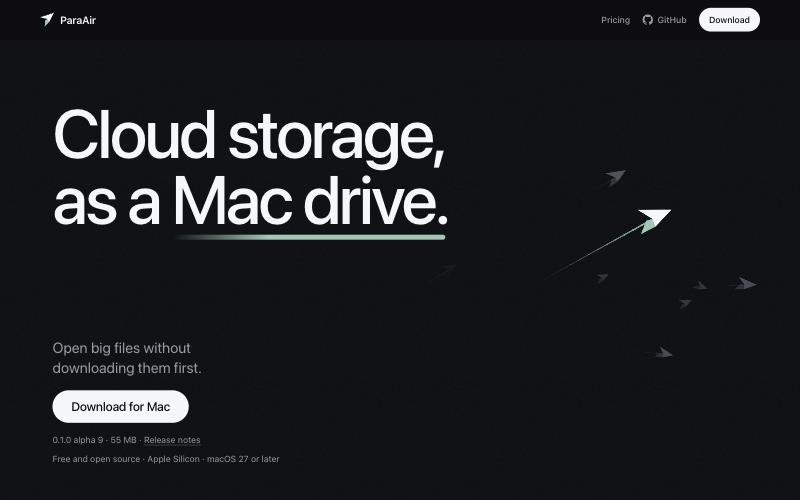 ParaAir
Pricing
GitHub
Download
Cloud storage,
as a Mac drive.
Open big files without
downloading them first.
Download for Mac
0.1.0 alpha 9 · 55 MB · Release notes
Free and open source · Apple Silicon · macOS 27 or later